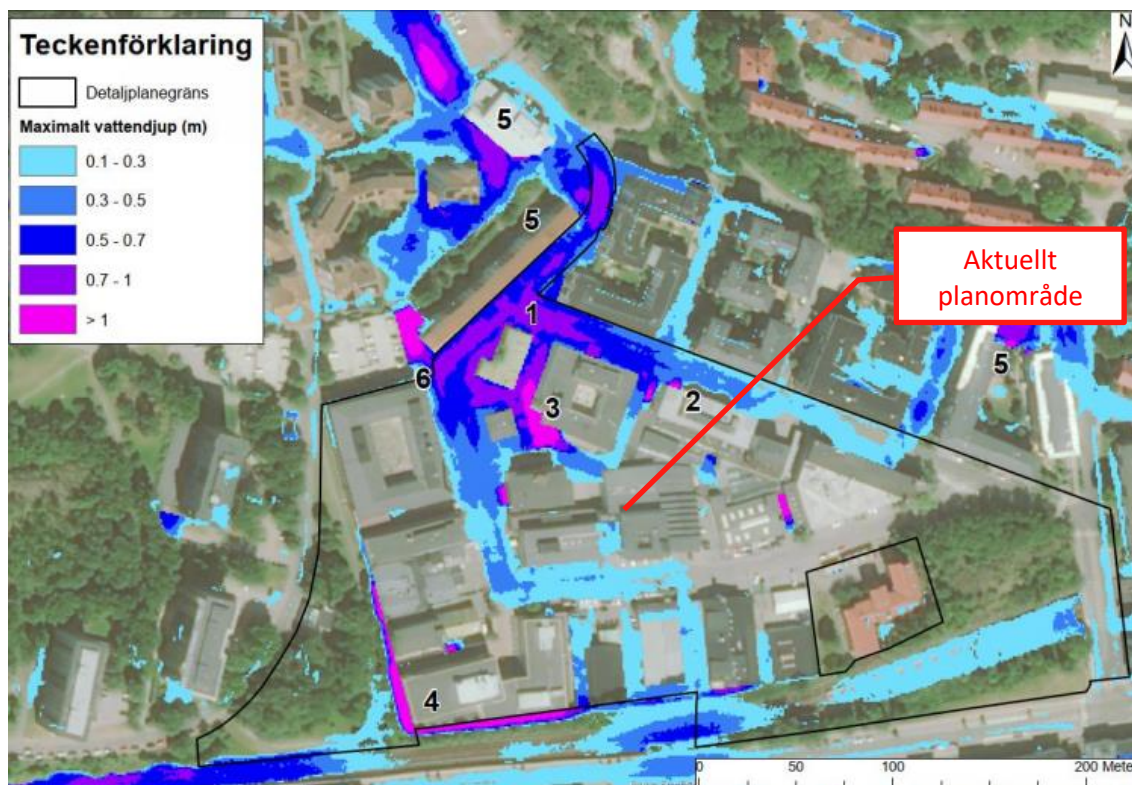 Teckenförklaring
Detaljplanegräns
Maximalt vattendjup (m)
0.1 - 0.3
0.3 - 0.5
0.5 - 0.7
0.7 - 1
> 1
N
5
5
Aktuellt
planområde
1
5
6
2
3
4
0 50 100 200 Mete